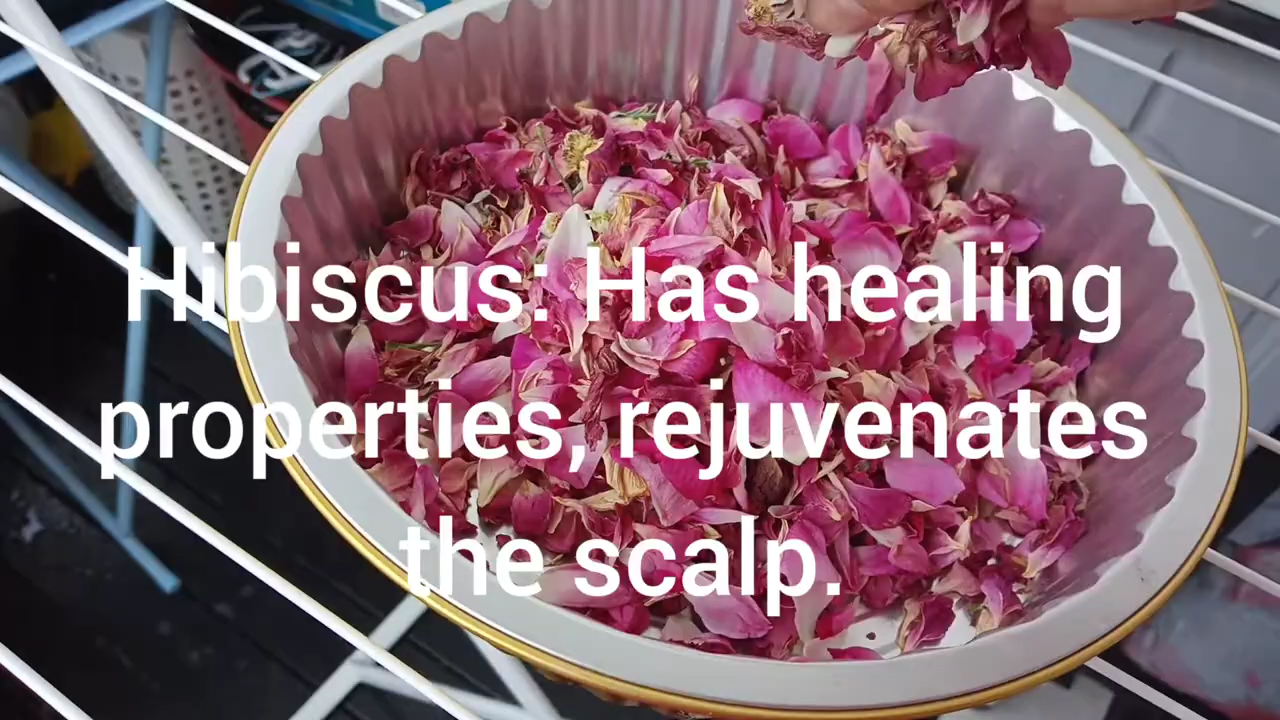 Hibiscus: Has healing
properties, rejuvenates
the scalp.